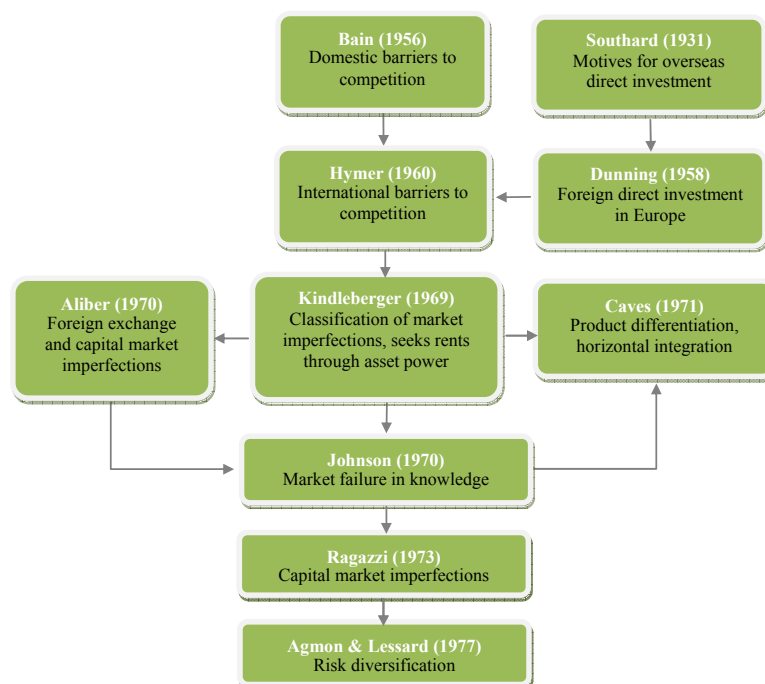 Bain (1956)
Domestic barriers to
competition
Southard (1931)
Motives for overseas
direct investment
Hymer (1960)
International barriers to
competition
Dunning (1958)
Foreign direct investment
in Europe
Aliber (1970)
Foreign exchange
and capital market
imperfections
Kindleberger (1969)
Classification of market
imperfections, seeks rents
through asset power
Caves (1971)
Product differentiation,
horizontal integration
Johnson (1970)
Market failure in knowledge
Ragazzi (1973)
Capital market imperfections
Agmon & Lessard (1977)
Risk diversification